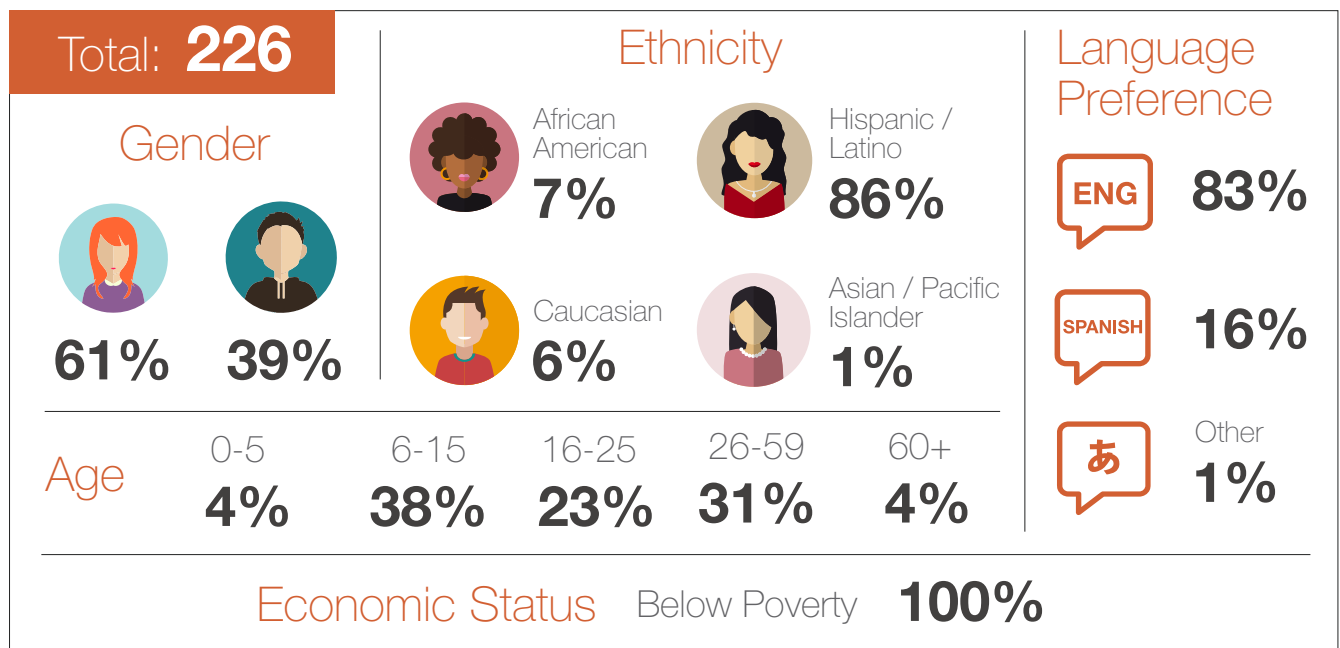 Total: 226
Gender
61%
39%
Ethnicity
African
American
7%
Hispanic /
Latino
86%
Caucasian
6%
Asian / Pacific
Islander
1%
Language
Preference
ENG
83%
SPANISH
16%
あ
Other
1%
Age
0-5
4%
6-15
38%
16-25
23%
26-59
31%
60+
4%
Economic Status Below Poverty 100%